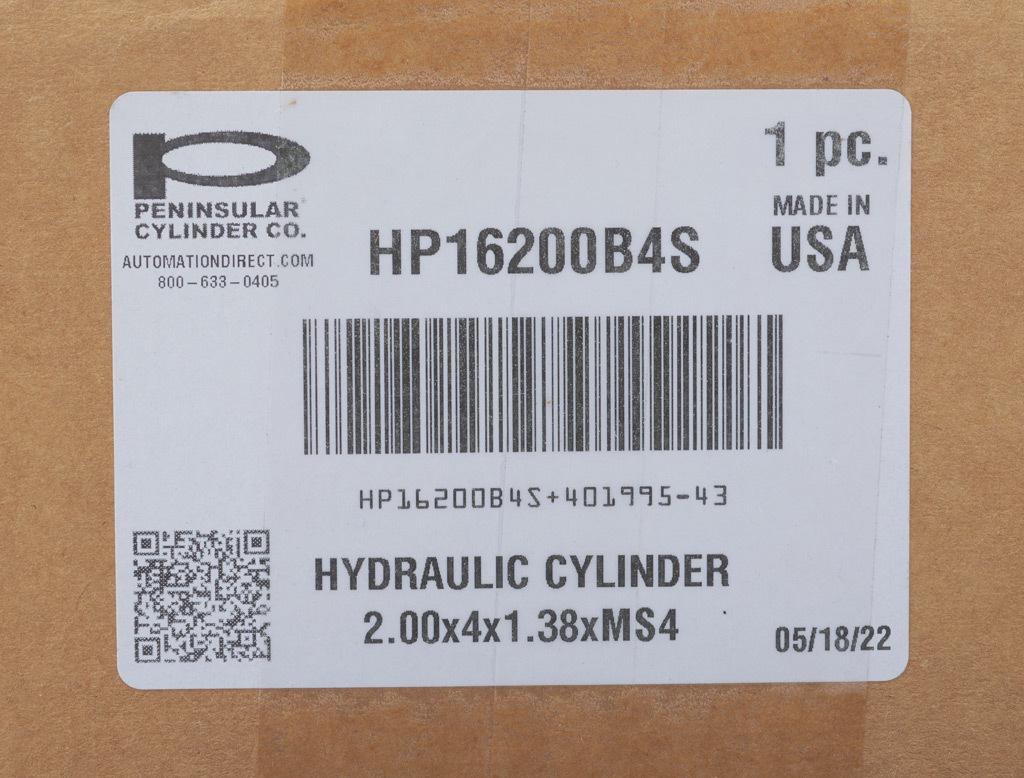 PENINSULAR
CYLINDER CO.
AUTOMATIONDIRECT.COM
800-633-0405
1 pc.
MADE IN
USA
HP16200B4S
HP16200B4S+401995-43
HYDRAULIC CYLINDER
2.00x4x1.38xMS4
05/18/22